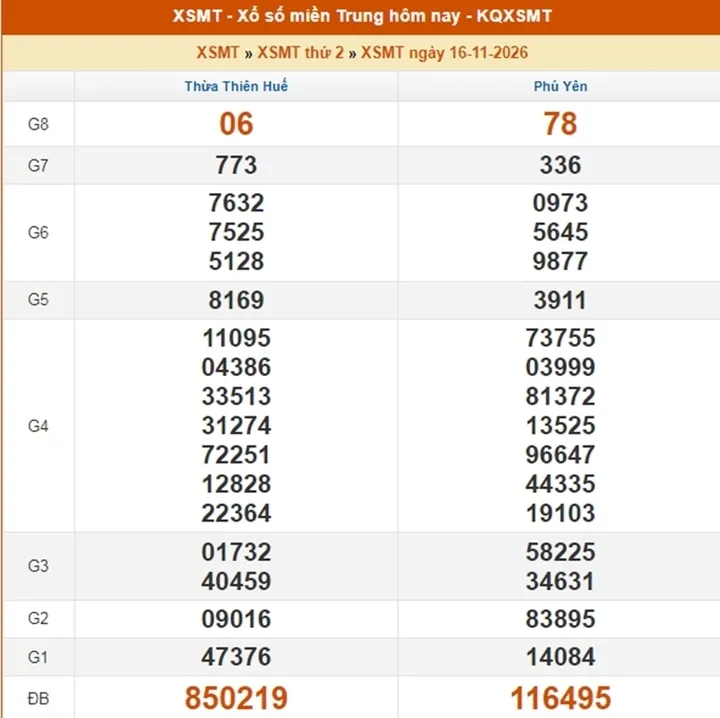 XSMT - Xổ số miền Trung hôm nay - KQXSMT
XSMT » XSMT thứ 2 » XSMT ngày 16-11-2026
Thừa Thiên Huế Phú Yên
G8 06 78
G7 773 336
7632 0973
G6 7525 5645
5128 9877
G5 8169 3911
11095 73755
04386 03999
33513 81372
G4 31274 13525
72251 96647
12828 44335
22364 19103
G3 01732 58225
40459 34631
G2 09016 83895
G1 47376 14084
ĐB 850219 116495